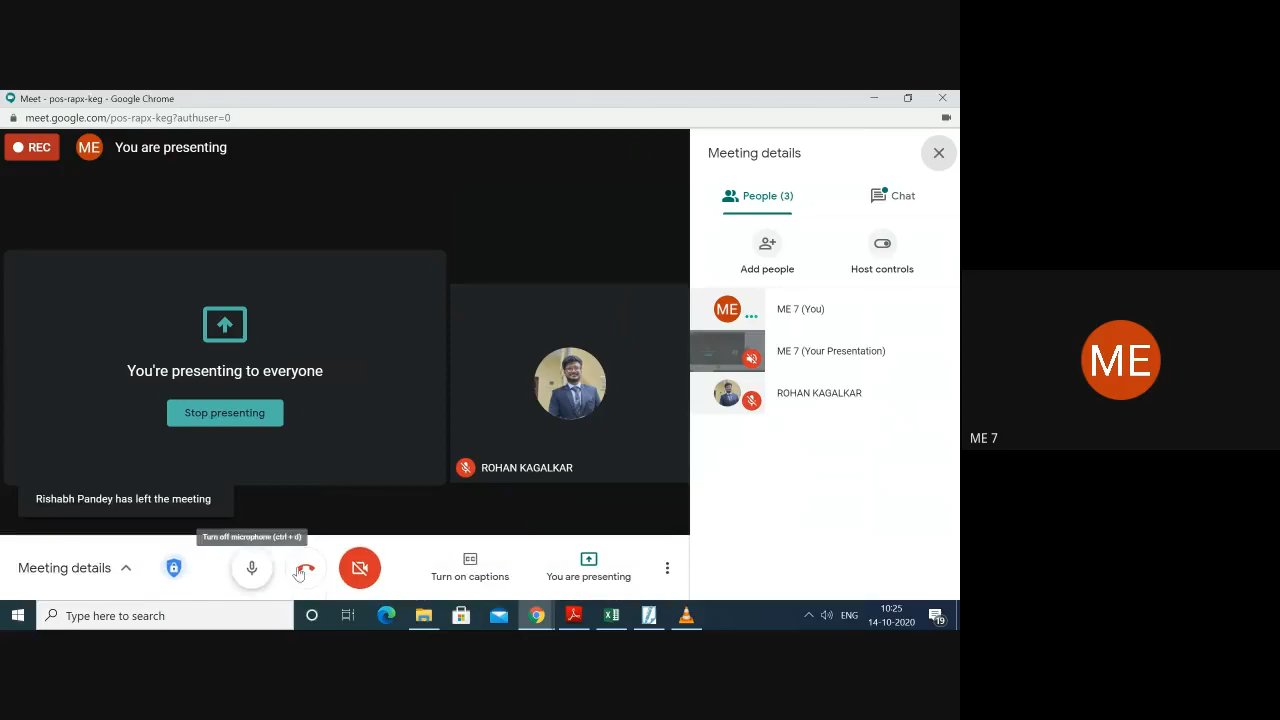 Meet - pos-rapx-keg - Google Chrome
meet.google.com/pos-rapx-keg?authuser=0
REC
ME
You are presenting
Meeting details
People (3)
Chat
Add people
Host controls
ME
ME 7 (You)
ME 7 (Your Presentation)
ROHAN KAGALKAR
You're presenting to everyone
Stop presenting
ROHAN KAGALKAR
Rishabh Pandey has left the meeting
Turn off microphone (ctrl + d)
Meeting details
CC
Turn on captions
You are presenting
Type here to search
ENG
10:25
14-10-2020
19
ME
ME 7